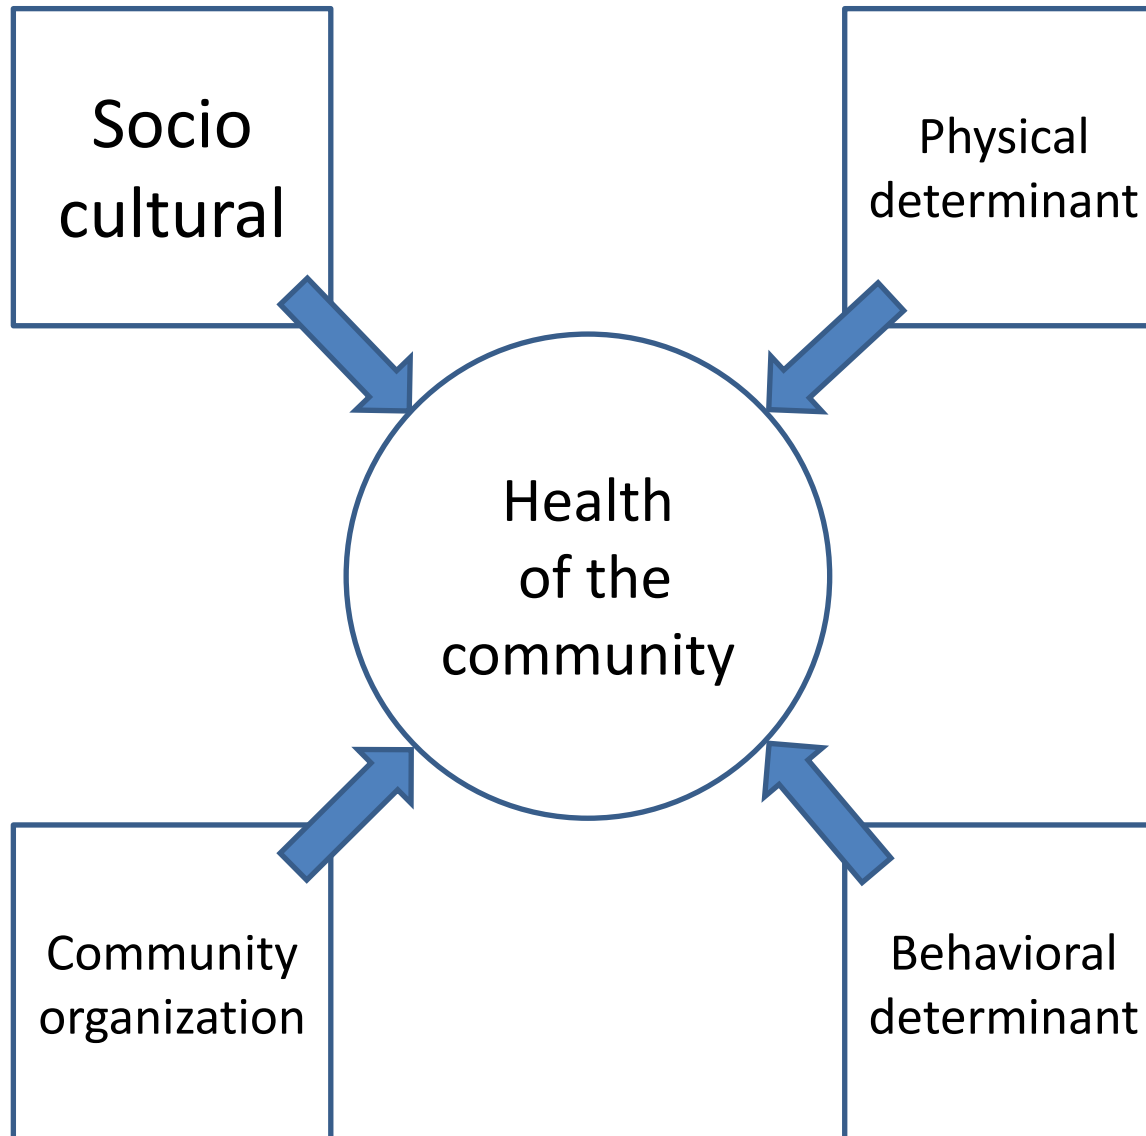 Socio
cultural
Physical
determinant
Health
of the
community
Community
organization
Behavioral
determinant